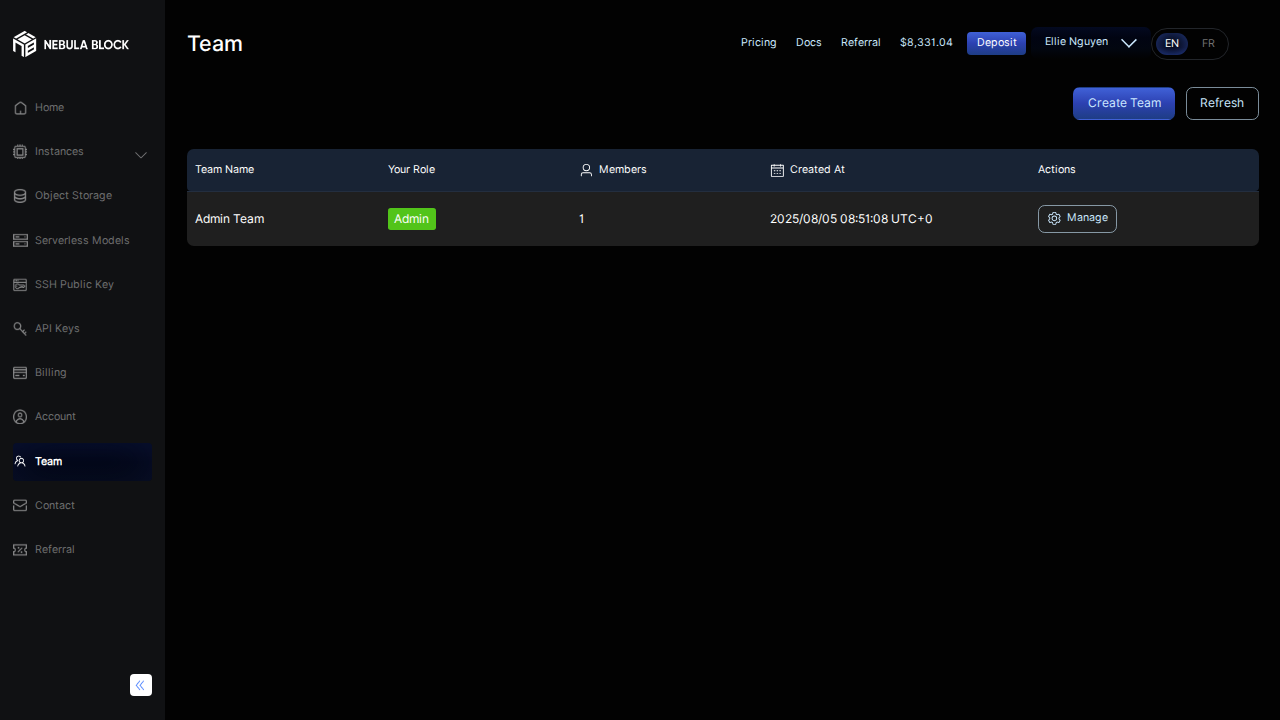 NEBULA BLOCK
Team
Pricing
Docs
Referral
$8,331.04
Deposit
Ellie Nguyen
EN
FR
Home
Instances
Object Storage
Serverless Models
SSH Public Key
API Keys
Billing
Account
Team
Contact
Referral
Create Team
Refresh
Team Name
Your Role
Members
Created At
Actions
Admin Team
Admin
1
2025/08/05 08:51:08 UTC+0
Manage